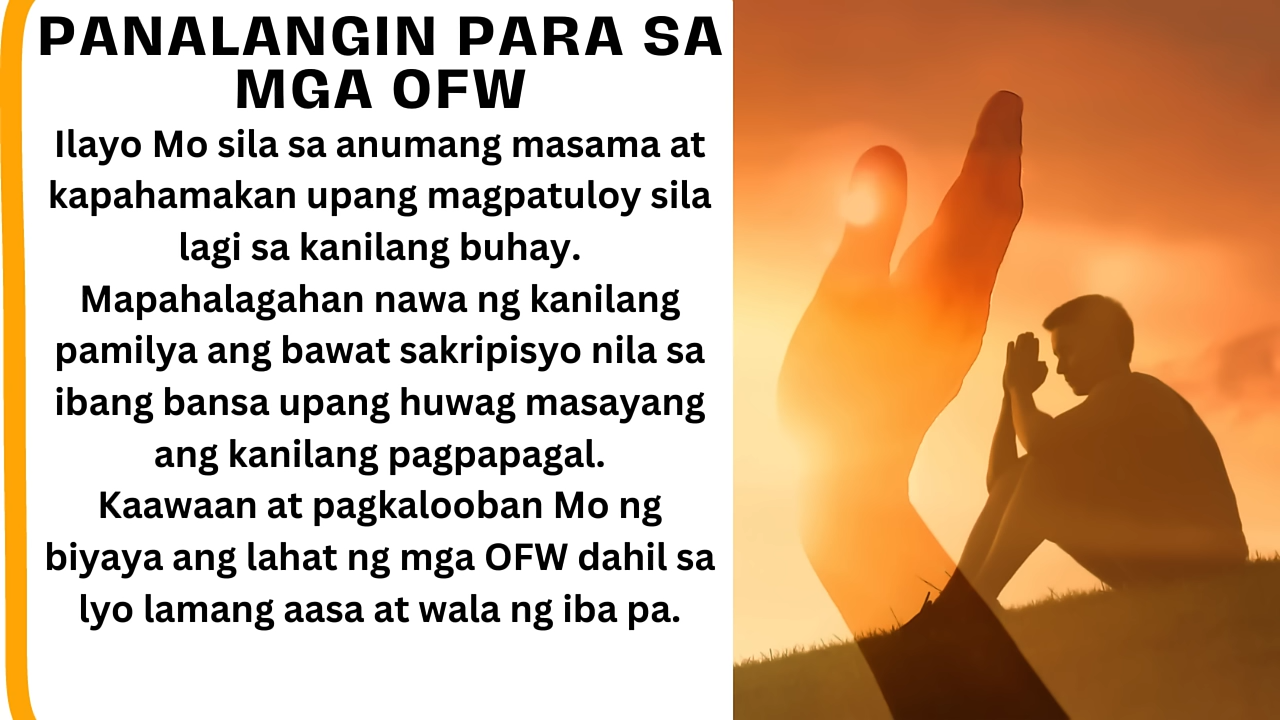 PANALANGIN PARA SA
MGA OFW
Ilayo Mo sila sa anumang masama at
kapahamakan upang magpatuloy sila
lagi sa kanilang buhay.
Mapahalagahan nawa ng kanilang
pamilya ang bawat sakripisyo nila sa
ibang bansa upang huwag masayang
ang kanilang pagpapagal.
Kaawaan at pagkalooban Mo ng
biyaya ang lahat ng mga OFW dahil sa
lyo lamang aasa at wala ng iba pa.